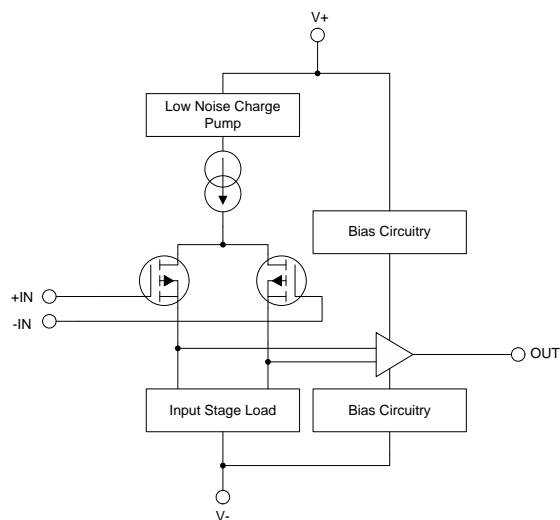 V+
Low Noise Charge
Pump
Bias Circuitry
+IN
-IN
OUT
Input Stage Load
Bias Circuitry
V-